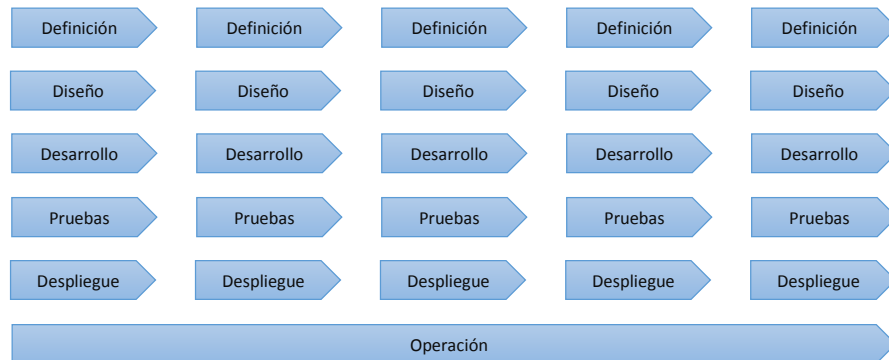 Definición Definición Definición Definición Definición
Diseño Diseño Diseño Diseño Diseño
Desarrollo Desarrollo Desarrollo Desarrollo Desarrollo
Pruebas Pruebas Pruebas Pruebas Pruebas
Despliegue Despliegue Despliegue Despliegue Despliegue
Operación